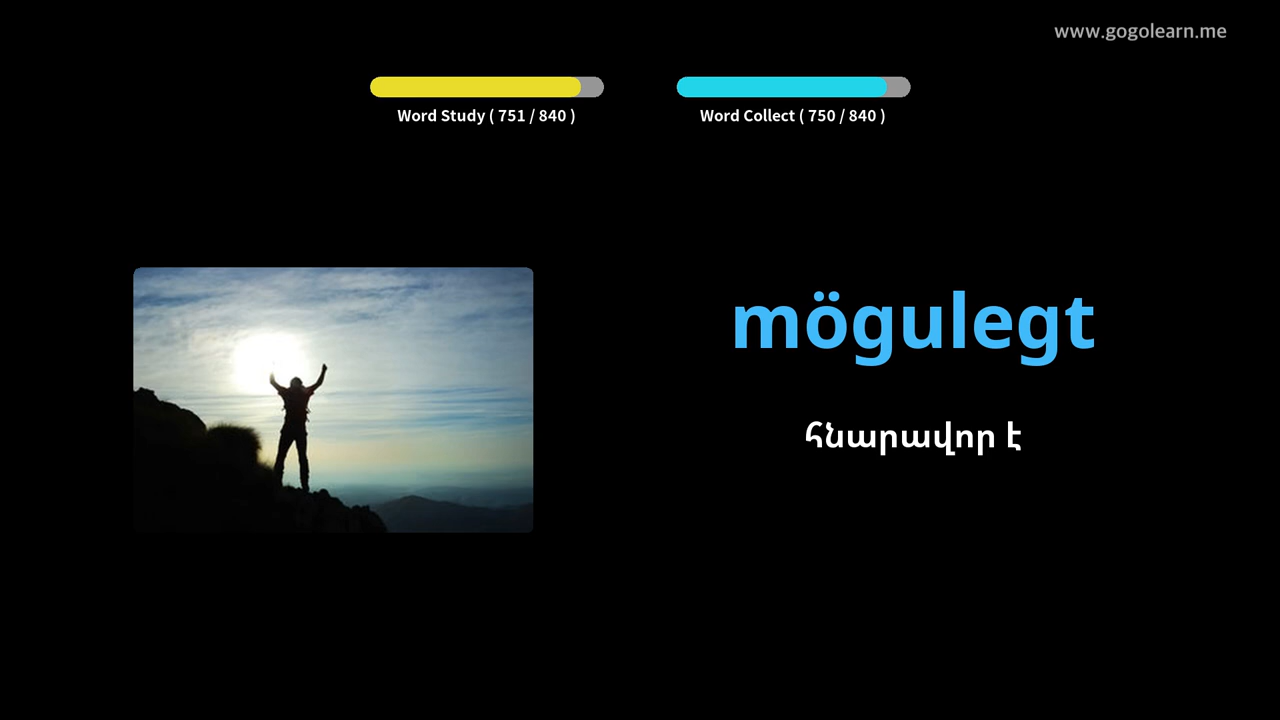 www.gogolearn.me
Word Study ( 751 / 840 )
Word Collect ( 750 / 840 )
mögulegt
հնարավոր է